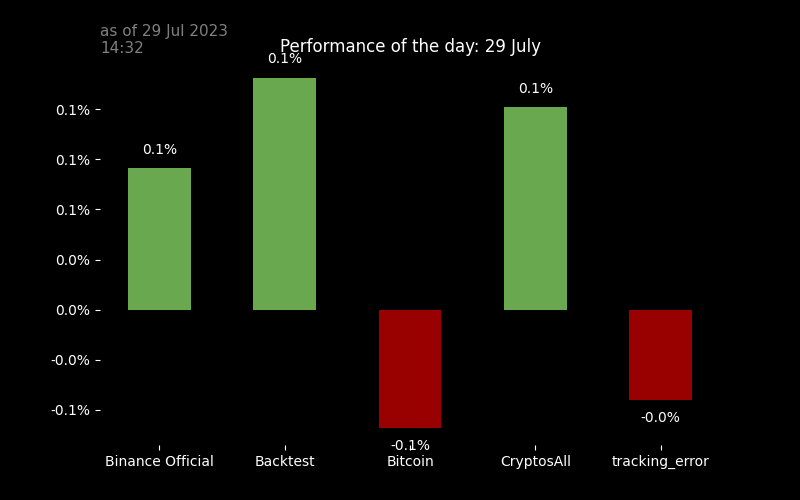 as of 29 Jul 2023
14:32
Performance of the day: 29 July
0.1%
0.1%
0.1%
0.1%
0.1%
0.1%
0.0%
0.0%
-0.0%
-0.1%
-0.0%
-0.1%
Binance Official
Backtest
Bitcoin
CryptosAll
tracking_error